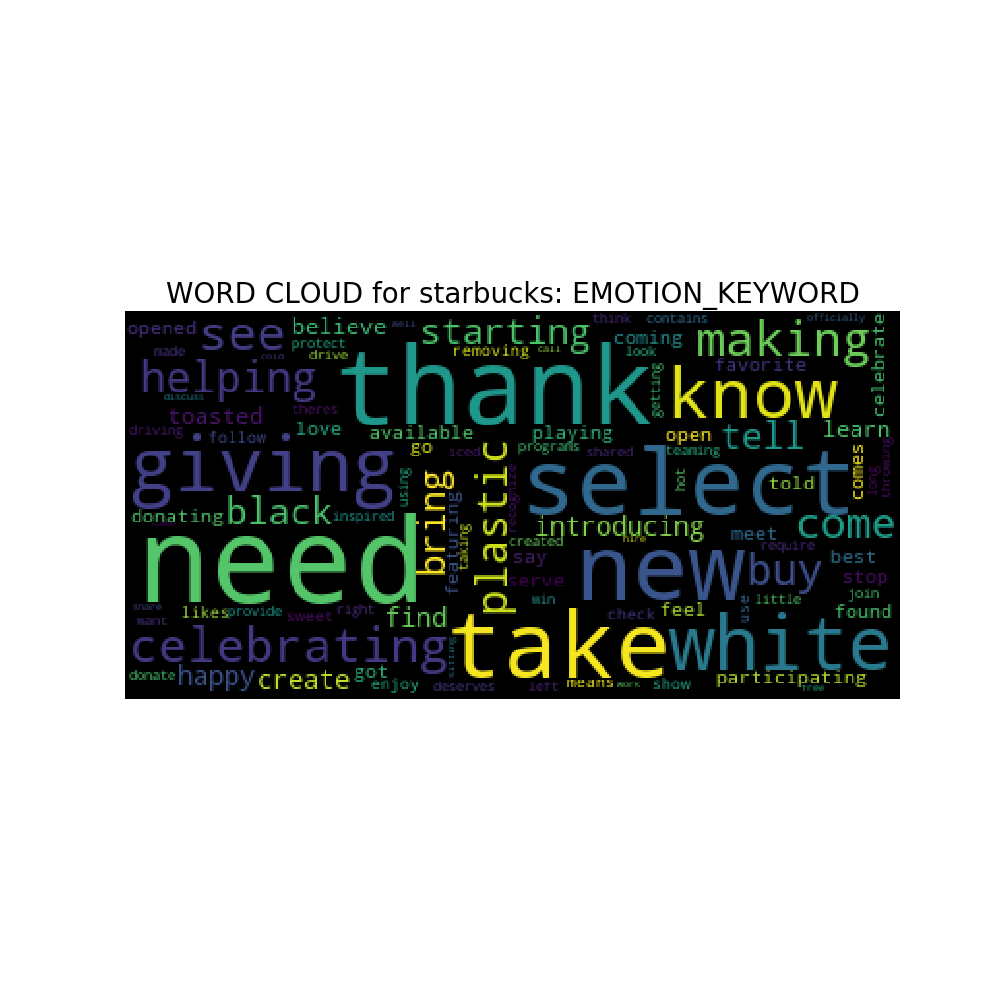 WORD CLOUD for starbucks: EMOTION_KEYWORD
opened
see
believe
protect
drive
made
cold
helping
discuss
toasted
theres
driving
follow
love
well
starting
removing
call
think
contains
coming
look
officially
making
favorite
celebrate
thank
getting
know
available
go
playing
programs
iced
shared
open
teaming
tell
learn
giving
using
bring
featuring
taking
plastic
recognize
select
hot
told
comes
long
throwing
donating
black
inspired
introducing
created
hire
say
serve
win
meet
require
come
need
new
buy
best
stop
join
use
little
found
share
want
likes
provide
sweet
right
find
check
feel
celebrating
take
white
donate
happy
create
got
enjoy
deserves
left
means
work
show
participating
free